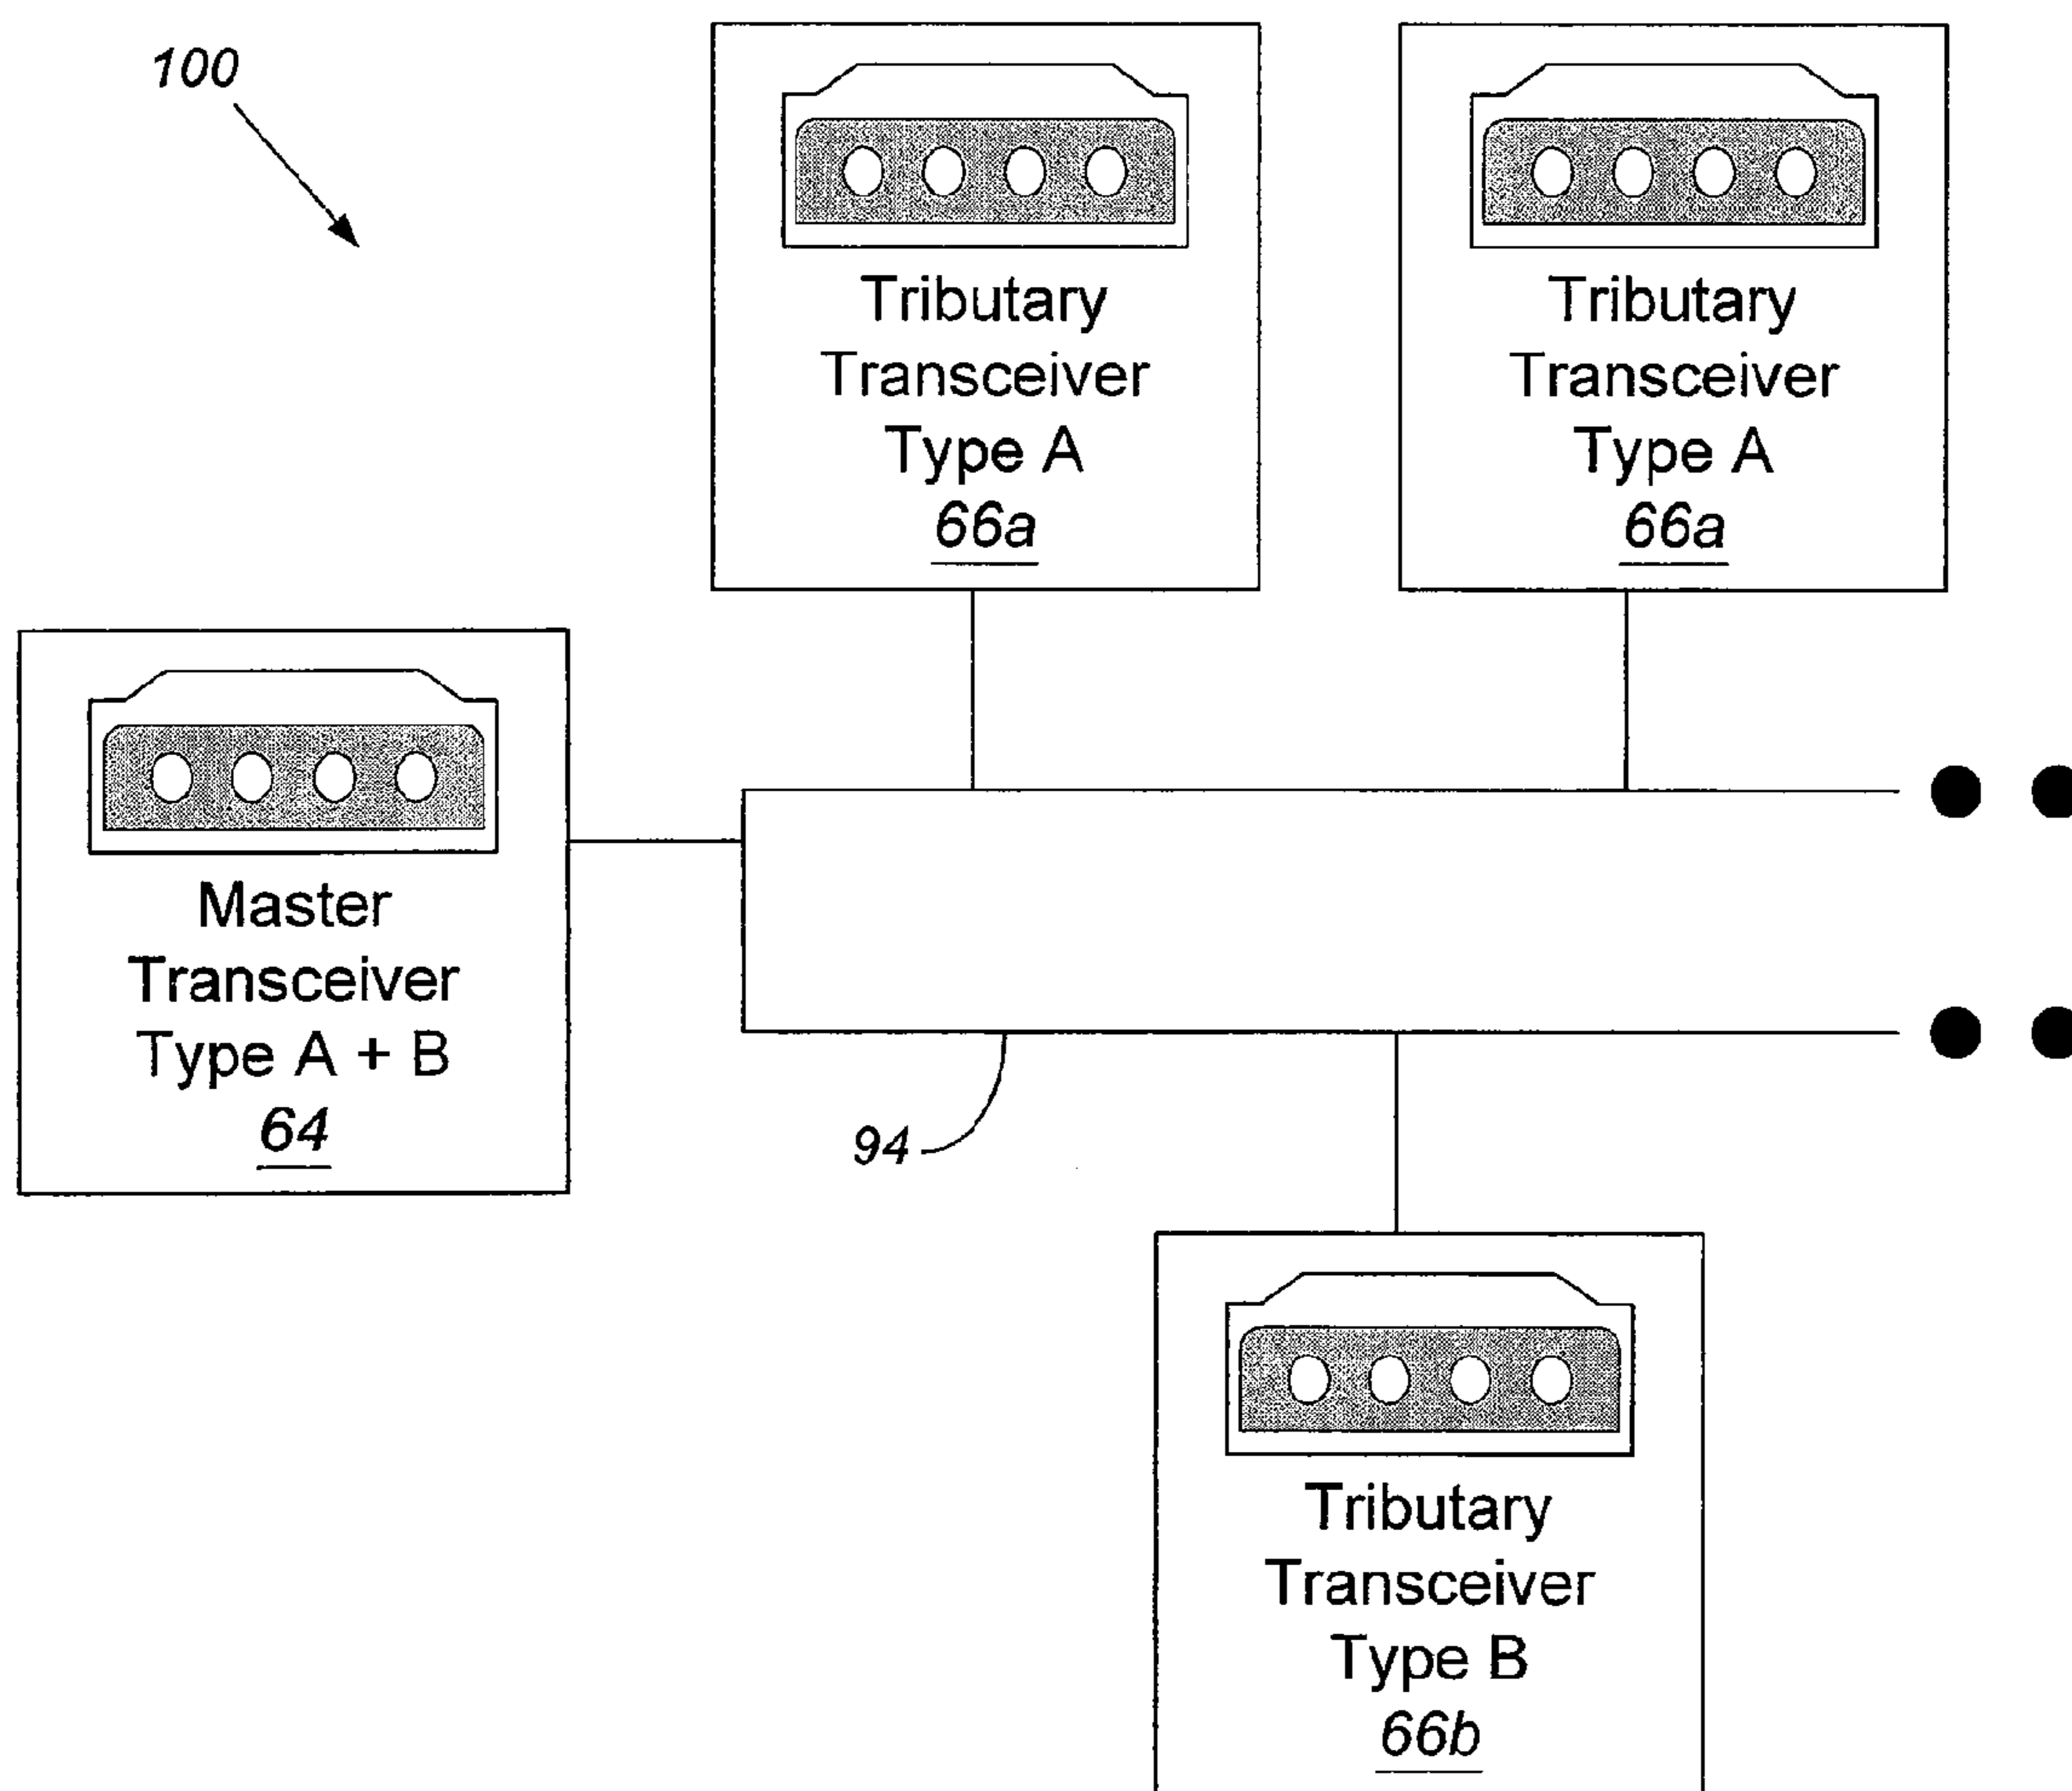 100
Tributary
Transceiver
Type A
66a
Tributary
Transceiver
Type A
66a
Master
Transceiver
Type A + B
64
94
Tributary
Transceiver
Type B
66b